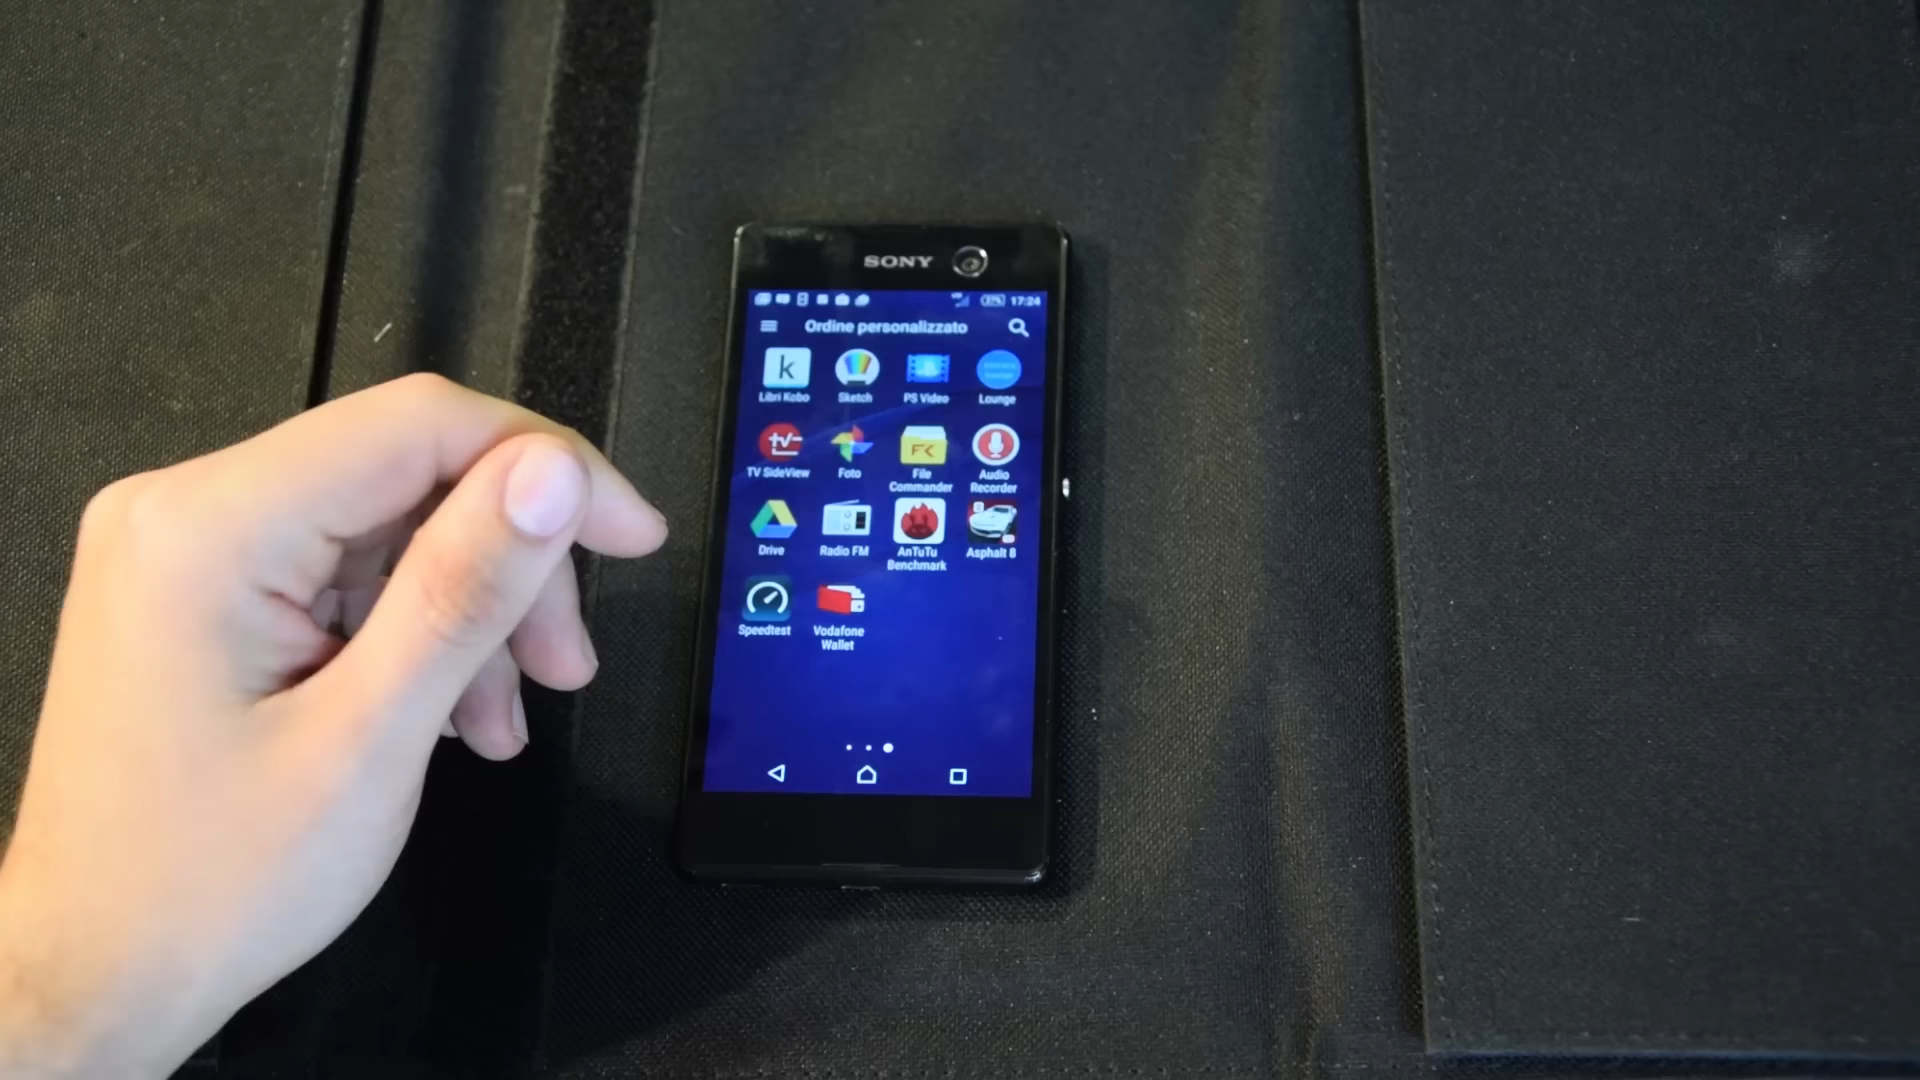 SONY
17:24
Ordine personalizzato
k
Libri Kobo
Sketch
PS Video
Lounge
TV SideView
Foto
File
Commander
Audio
Recorder
Drive
Radio FM
AnTuTu
Benchmark
Asphalt 8
Speedtest
Vodafone
Wallet